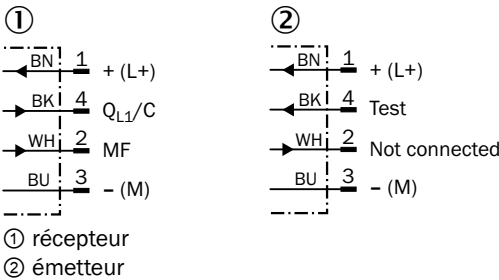 ①
BN 1 + (L+)
BK 4 QL1/C
WH 2 MF
BU 3 – (M)
②
BN 1 + (L+)
BK 4 Test
WH 2 Not connected
BU 3 – (M)
① récepteur
② émetteur